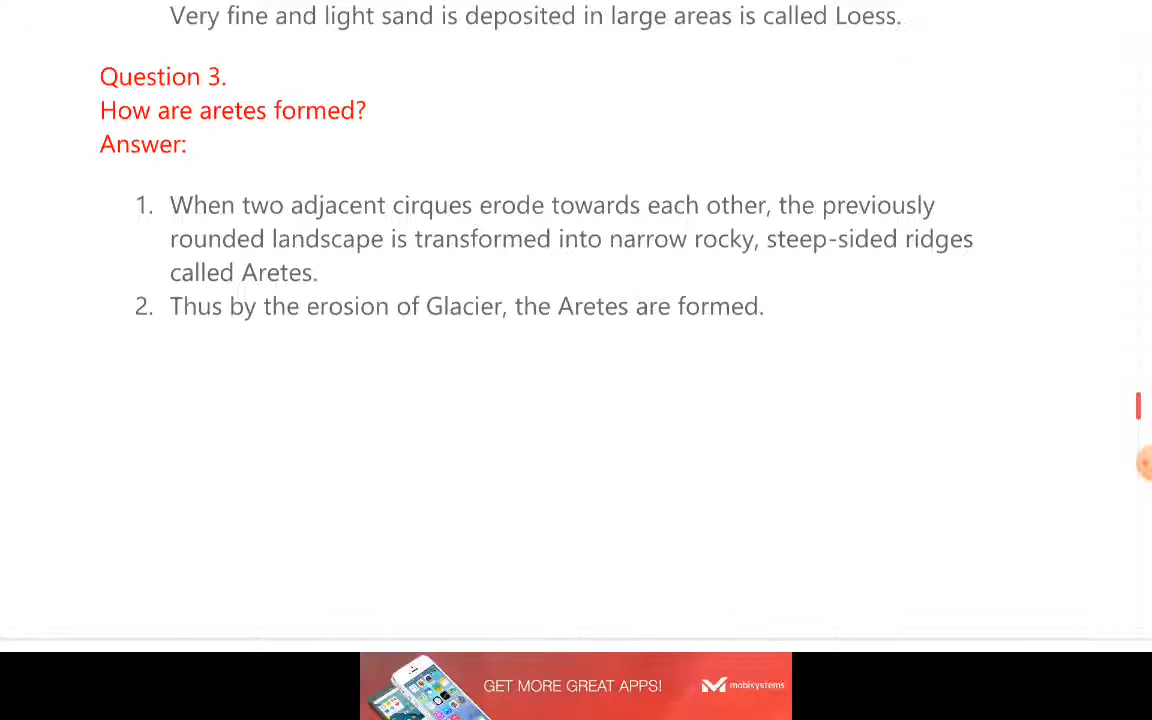 Very fine and light sand is deposited in large areas is called Loess.
Question 3.
How are aretes formed?
Answer:
1. When two adjacent cirques erode towards each other, the previously
rounded landscape is transformed into narrow rocky, steep-sided ridges
called Aretes.
2. Thus by the erosion of Glacier, the Aretes are formed.
GET MORE GREAT APPS! mobisystems